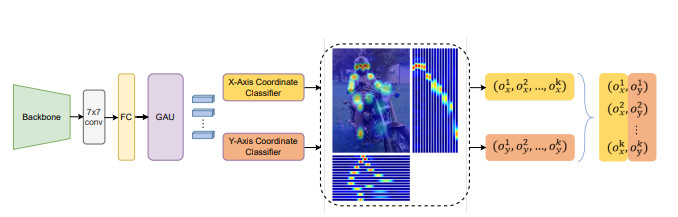 Backbone
7x7
conv
FC
GAU
X-Axis Coordinate
Classifier
Y-Axis Coordinate
Classifier
(o_x^1, o_x^2, ..., o_x^k)
(o_y^1, o_y^2, ..., o_y^k)
(o_x^1, o_y^1)
(o_x^2, o_y^2)
⋮
(o_x^k, o_y^k)